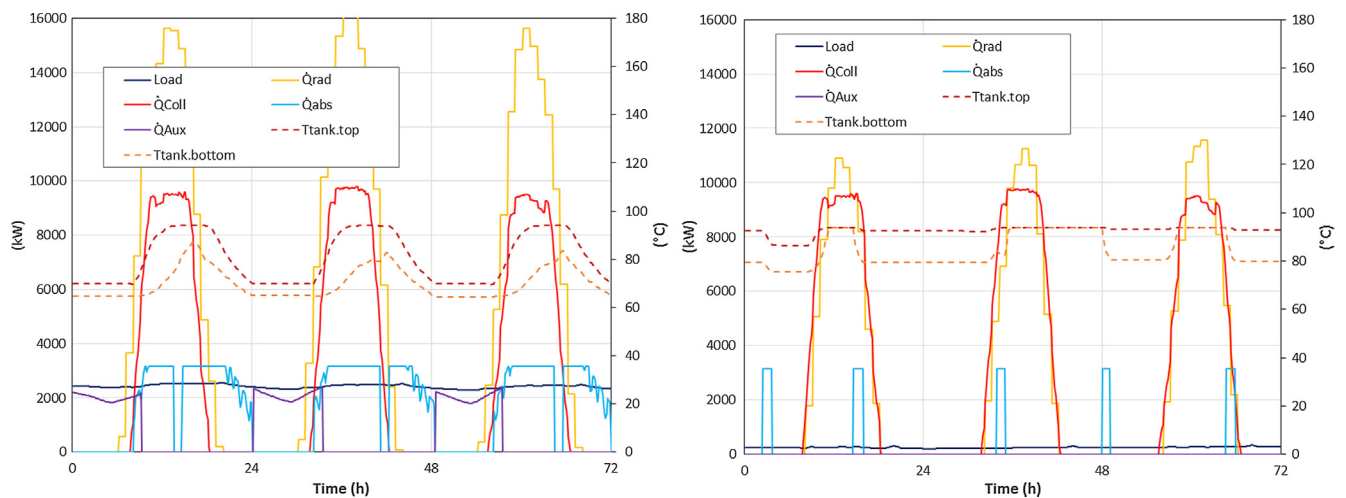 16000
14000
12000
10000
8000
6000
4000
2000
0
(kW)
180
160
140
120
100
80
60
40
20
0
(°C)
Load
Q̇rad
Q̇Coll
Q̇abs
Q̇Aux
Ttank.top
Ttank.bottom
0
24
48
72
Time (h)
16000
14000
12000
10000
8000
6000
4000
2000
0
(kW)
180
160
140
120
100
80
60
40
20
0
(°C)
Load
Q̇rad
Q̇Coll
Q̇abs
Q̇Aux
Ttank.top
Ttank.bottom
0
24
48
72
Time (h)